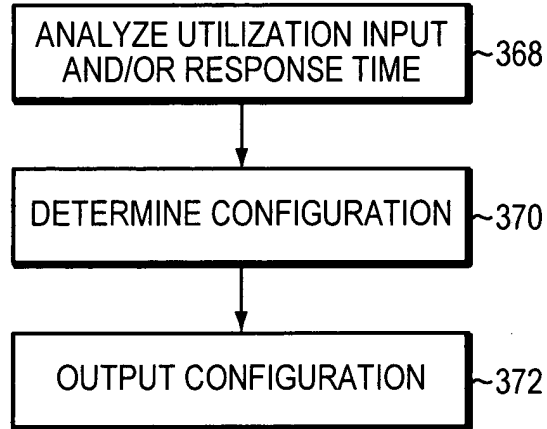 ANALYZE UTILIZATION INPUT
AND/OR RESPONSE TIME
~368
DETERMINE CONFIGURATION
~370
OUTPUT CONFIGURATION
~372